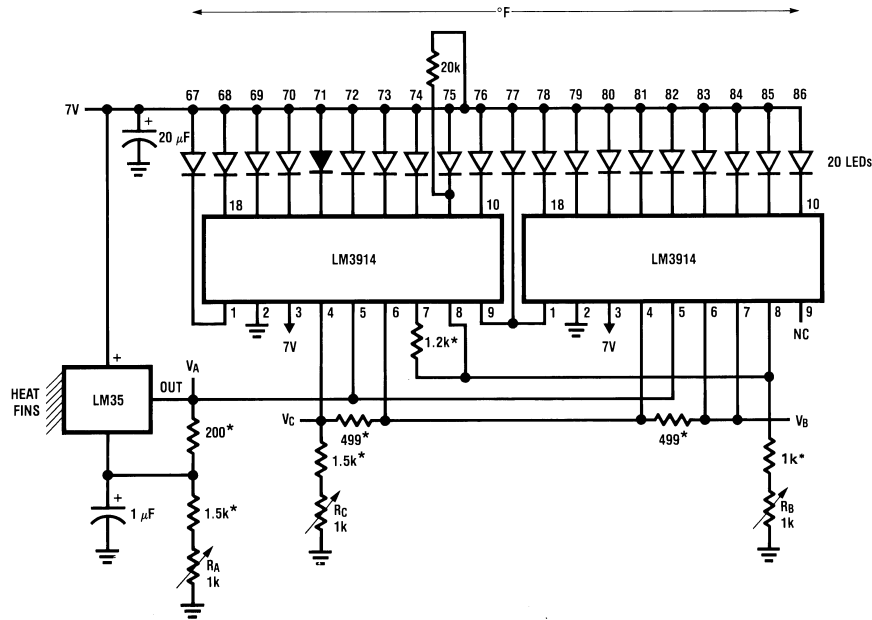 °F
20k
67 68 69 70 71 72 73 74 75 76 77 78 79 80 81 82 83 84 85 86
7V
+
20 μF
20 LEDs
18 10 18 10
LM3914 LM3914
1 2 3 4 5 6 7 8 9 1 2 3 4 5 6 7 8 9
7V 1.2k* 7V NC
+
VA
HEAT FINS
LM35
OUT
200*
VC 499* 499* VB
1.5k* 1k*
+
1 μF
1.5k*
RC 1k
RB 1k
RA 1k